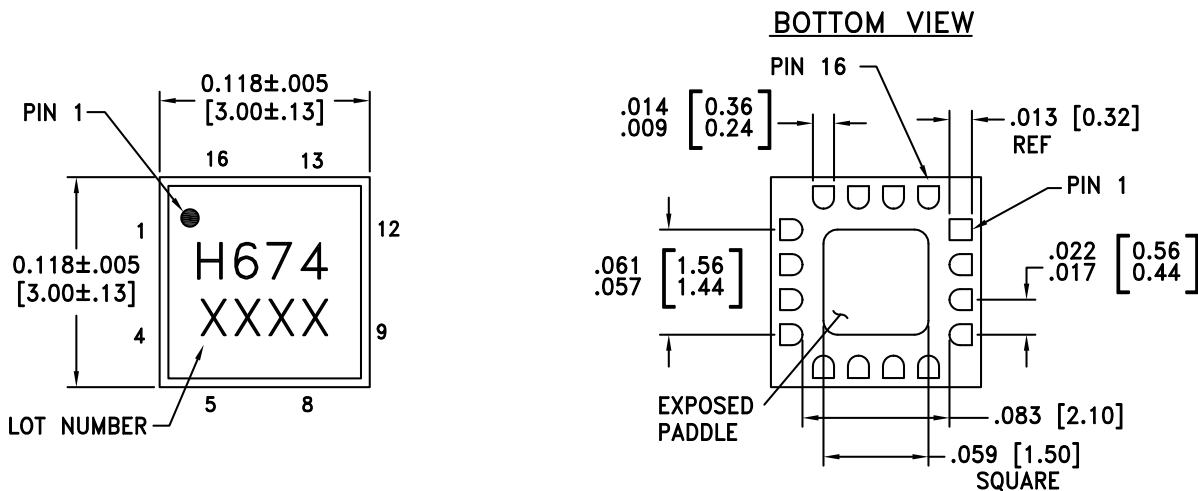 BOTTOM VIEW
PIN 1
0.118±.005
[3.00±.13]
16
13
1
12
4
9
5
8
0.118±.005
[3.00±.13]
H674
XXXX
LOT NUMBER
PIN 16
.014 [0.36]
.009 [0.24]
.013 [0.32]
REF
PIN 1
.061 [1.56]
.057 [1.44]
.022 [0.56]
.017 [0.44]
EXPOSED
PADDLE
.083 [2.10]
.059 [1.50]
SQUARE